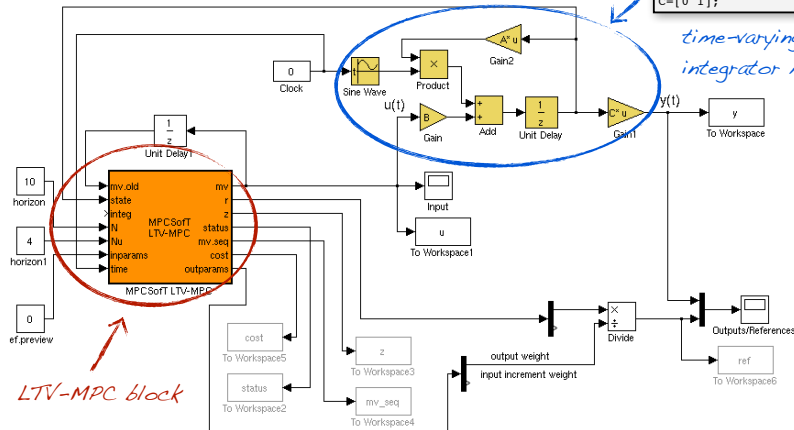 C=[0 1];
time-varying
integrator
0
Clock
t
Sine Wave
×
Product
A* u
Gain2
u(t)
B
Gain
+
+
Add
1
z
Unit Delay
C* u
Gain1
y(t)
y
To Workspace
1
z
Unit Delay1
10
horizon
4
horizon1
0
ef.preview
mv.old
state
integ
N
Nu
inparams
time
MPCSofT
LTV-MPC
mv
r
z
status
mv.seq
cost
outparams
MPCSofT LTV-MPC
Input
u
To Workspace1
cost
To Workspace5
status
To Workspace2
z
To Workspace3
mv_seq
To Workspace4
output weight
input increment weight
×
÷
Divide
Outputs/References
ref
To Workspace6
LTV-MPC block